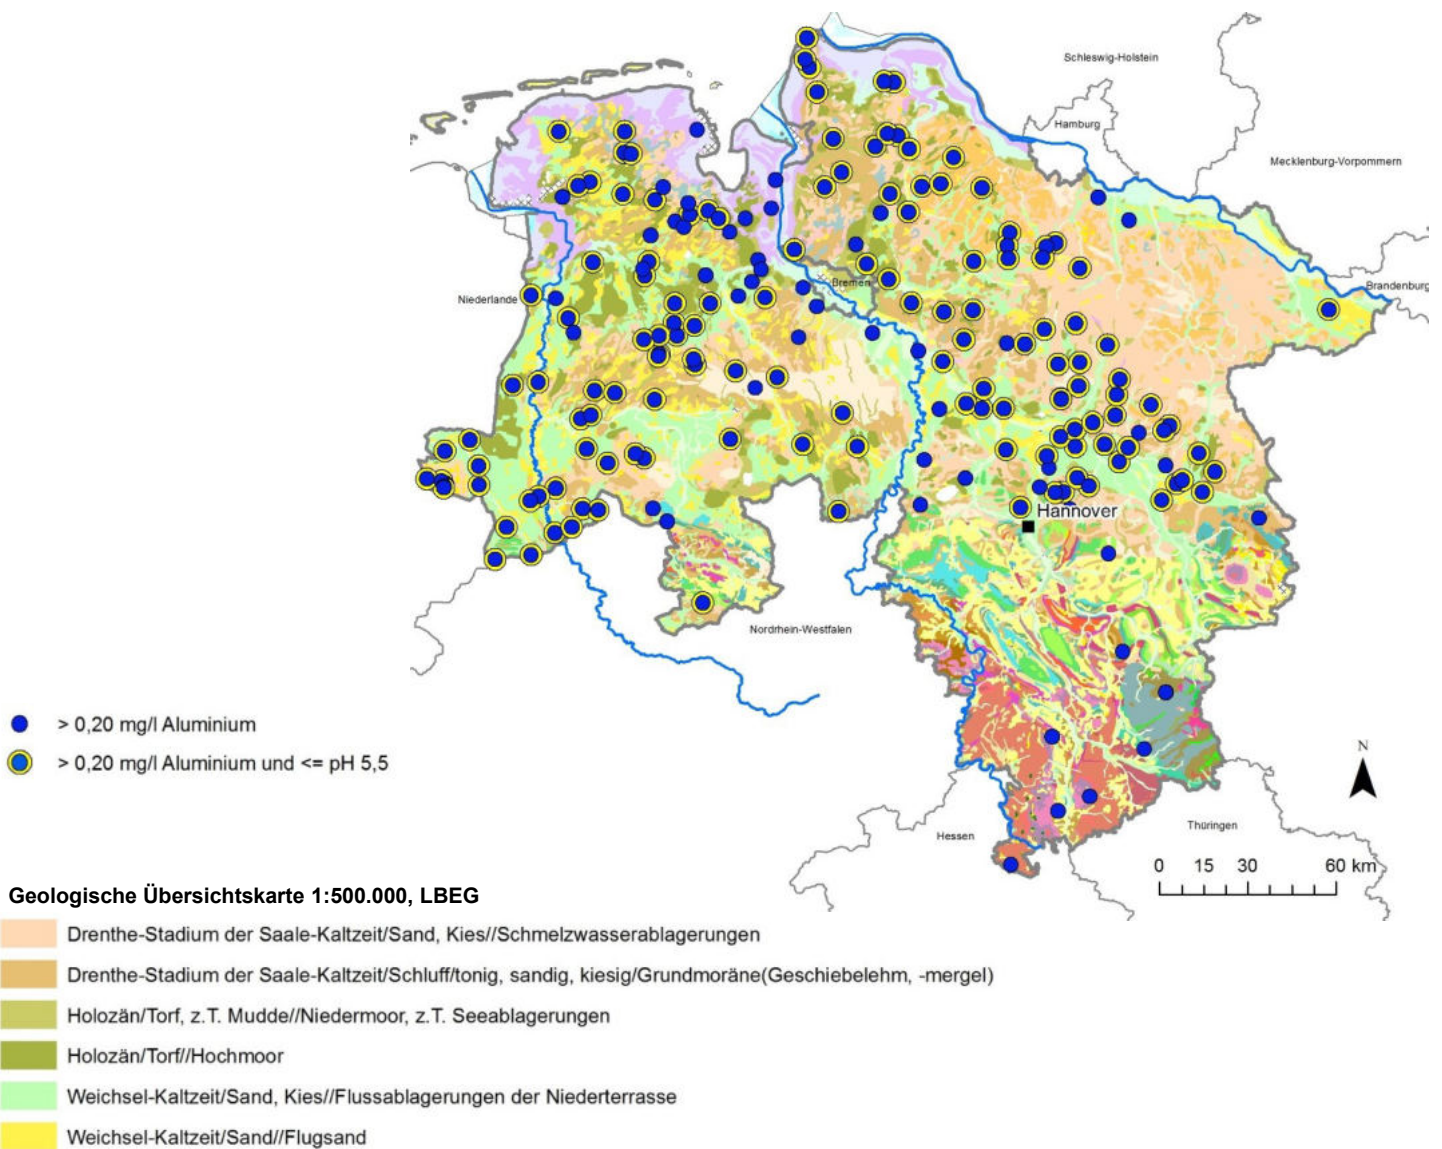 Schleswig-Holstein
Hamburg
Mecklenburg-Vorpommern
Niederlande
Bremen
Brandenburg
Hannover
Nordrhein-Westfalen
> 0,20 mg/l Aluminium
> 0,20 mg/l Aluminium und <= pH 5,5
N
Hessen
Thüringen
0 15 30 60 km
Geologische Übersichtskarte 1:500.000, LBEG
Drenthe-Stadium der Saale-Kaltzeit/Sand, Kies//Schmelzwasserablagerungen
Drenthe-Stadium der Saale-Kaltzeit/Schluff/tonig, sandig, kiesig/Grundmoräne(Geschiebelehm, -mergel)
Holozän/Torf, z.T. Mudde//Niedermoor, z.T. Seeablagerungen
Holozän/Torf//Hochmoor
Weichsel-Kaltzeit/Sand, Kies//Flussablagerungen der Niederterrasse
Weichsel-Kaltzeit/Sand//Flugsand